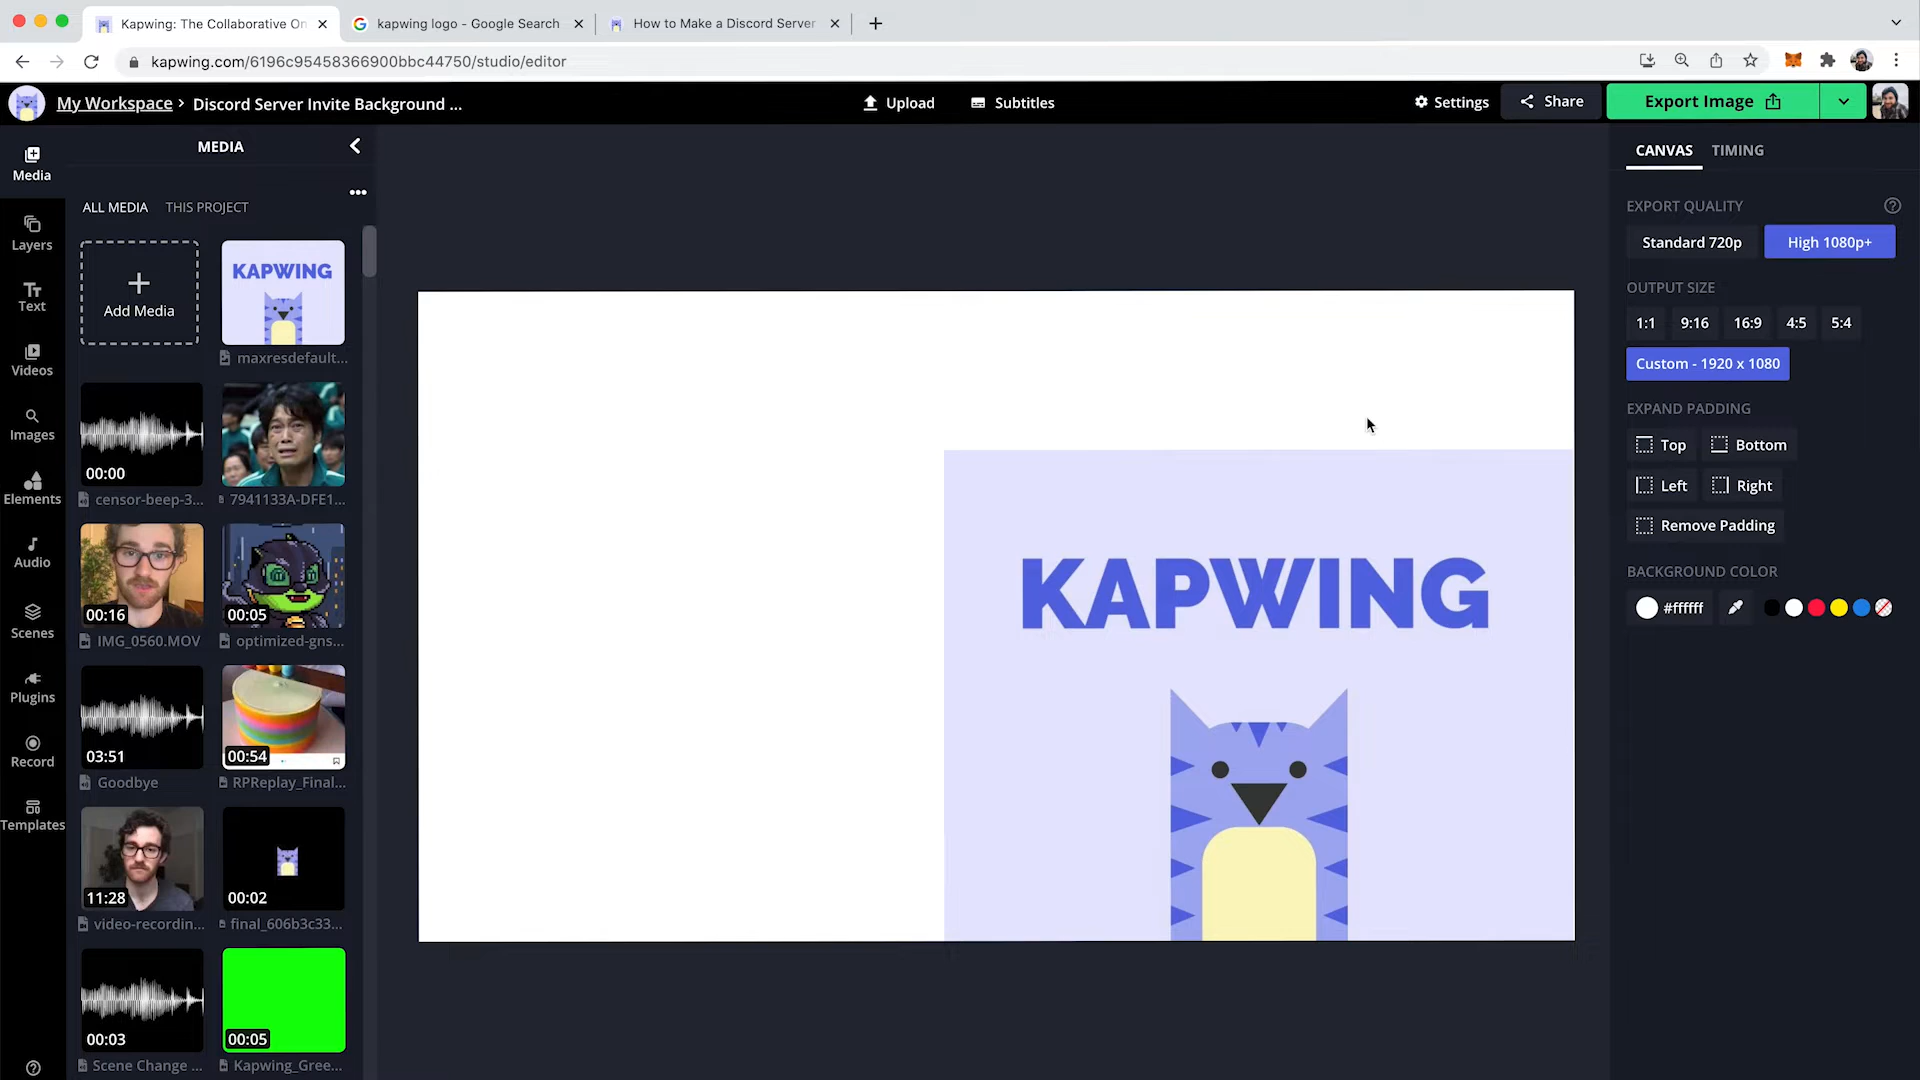 Kapwing: The Collaborative On
kapwing logo - Google Search
How to Make a Discord Server
kapwing.com/6196c95458366900bbc44750/studio/editor
My Workspace › Discord Server Invite Background ...
Upload
Subtitles
Settings
Share
Export Image
MEDIA
ALL MEDIA
THIS PROJECT
Media
Layers
Text
Videos
Images
Elements
Audio
Scenes
Plugins
Record
Templates
Add Media
KAPWING
maxresdefault...
00:00
censor-beep-3...
7941133A-DFE1...
00:16
IMG_0560.MOV
00:05
optimized-gns...
03:51
Goodbye
00:54
RPReplay_Final...
11:28
video-recordin...
00:02
final_606b3c33...
00:03
Scene Change ...
00:05
Kapwing_Gree...
KAPWING
CANVAS
TIMING
EXPORT QUALITY
Standard 720p
High 1080p+
OUTPUT SIZE
1:1
9:16
16:9
4:5
5:4
Custom - 1920 x 1080
EXPAND PADDING
Top
Bottom
Left
Right
Remove Padding
BACKGROUND COLOR
#ffffff